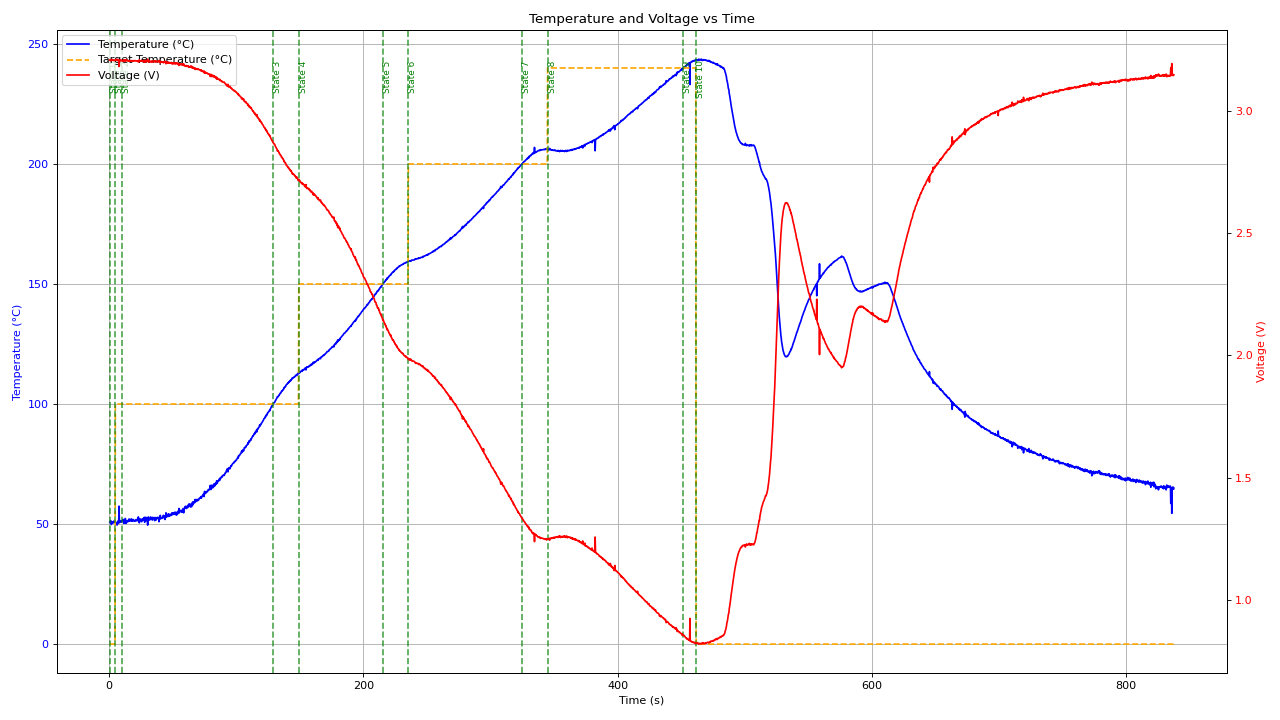 Temperature and Voltage vs Time
Temperature (°C)
Target Temperature (°C)
Voltage (V)
State 3
State 4
State 5
State 6
State 7
State 8
State 10
250
200
150
100
50
0
Temperature (°C)
3.0
2.5
2.0
1.5
1.0
Voltage (V)
0
200
400
600
800
Time (s)